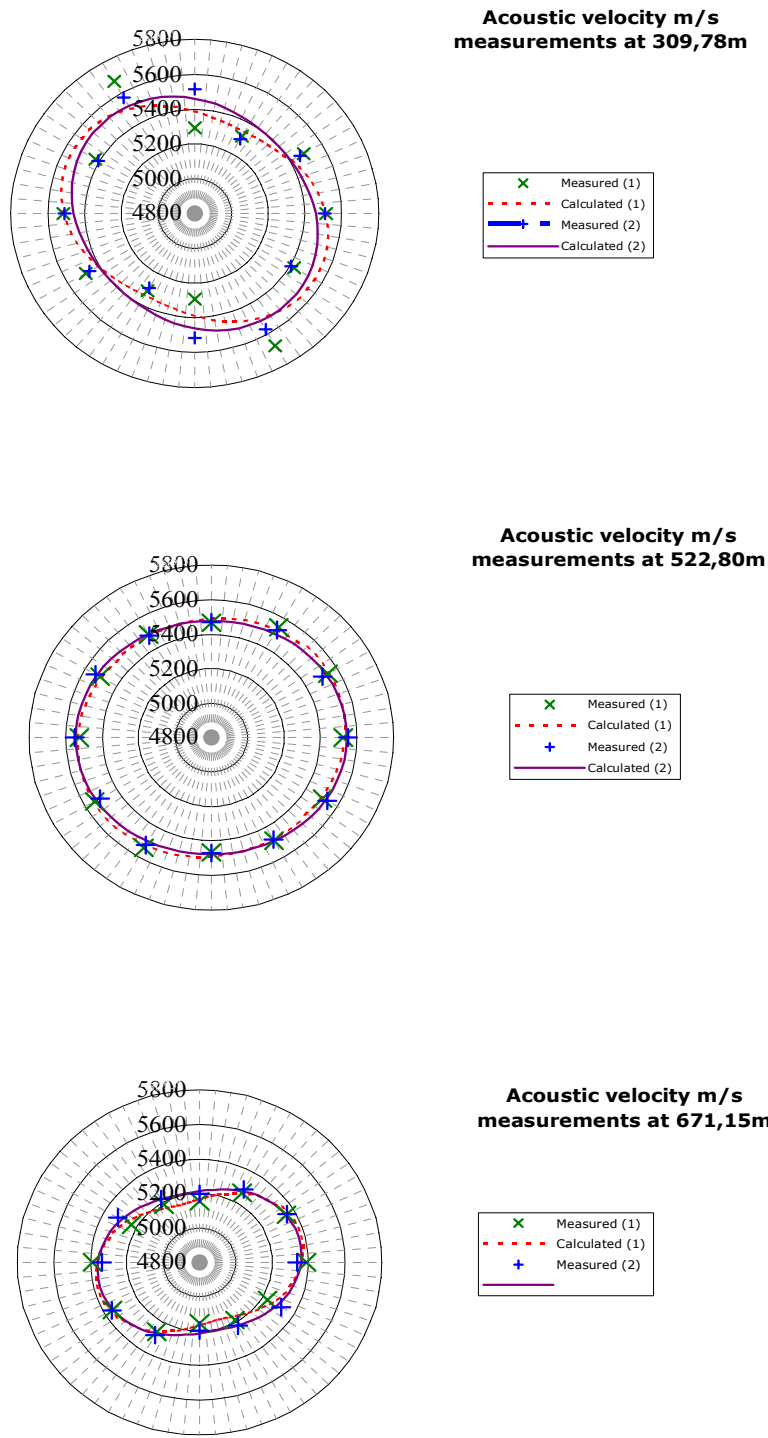 Acoustic velocity m/s
measurements at 309,78m
5800
5600
5400
5200
5000
4800
Measured (1)
Calculated (1)
Measured (2)
Calculated (2)
Acoustic velocity m/s
measurements at 522,80m
5800
5600
5400
5200
5000
4800
Measured (1)
Calculated (1)
Measured (2)
Calculated (2)
Acoustic velocity m/s
measurements at 671,15m
5800
5600
5400
5200
5000
4800
Measured (1)
Calculated (1)
Measured (2)